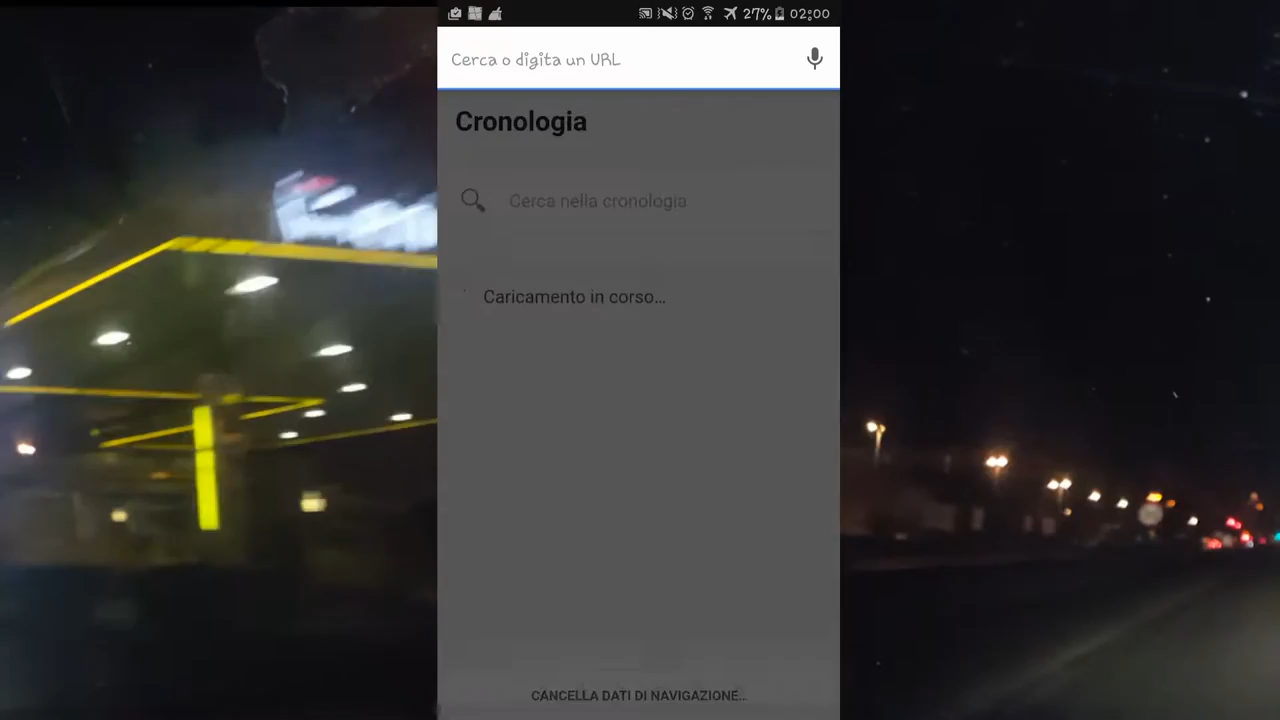 27% 02:00
Cerca o digita un URL
Cronologia
Cerca nella cronologia
Caricamento in corso...
CANCELLA DATI DI NAVIGAZIONE...